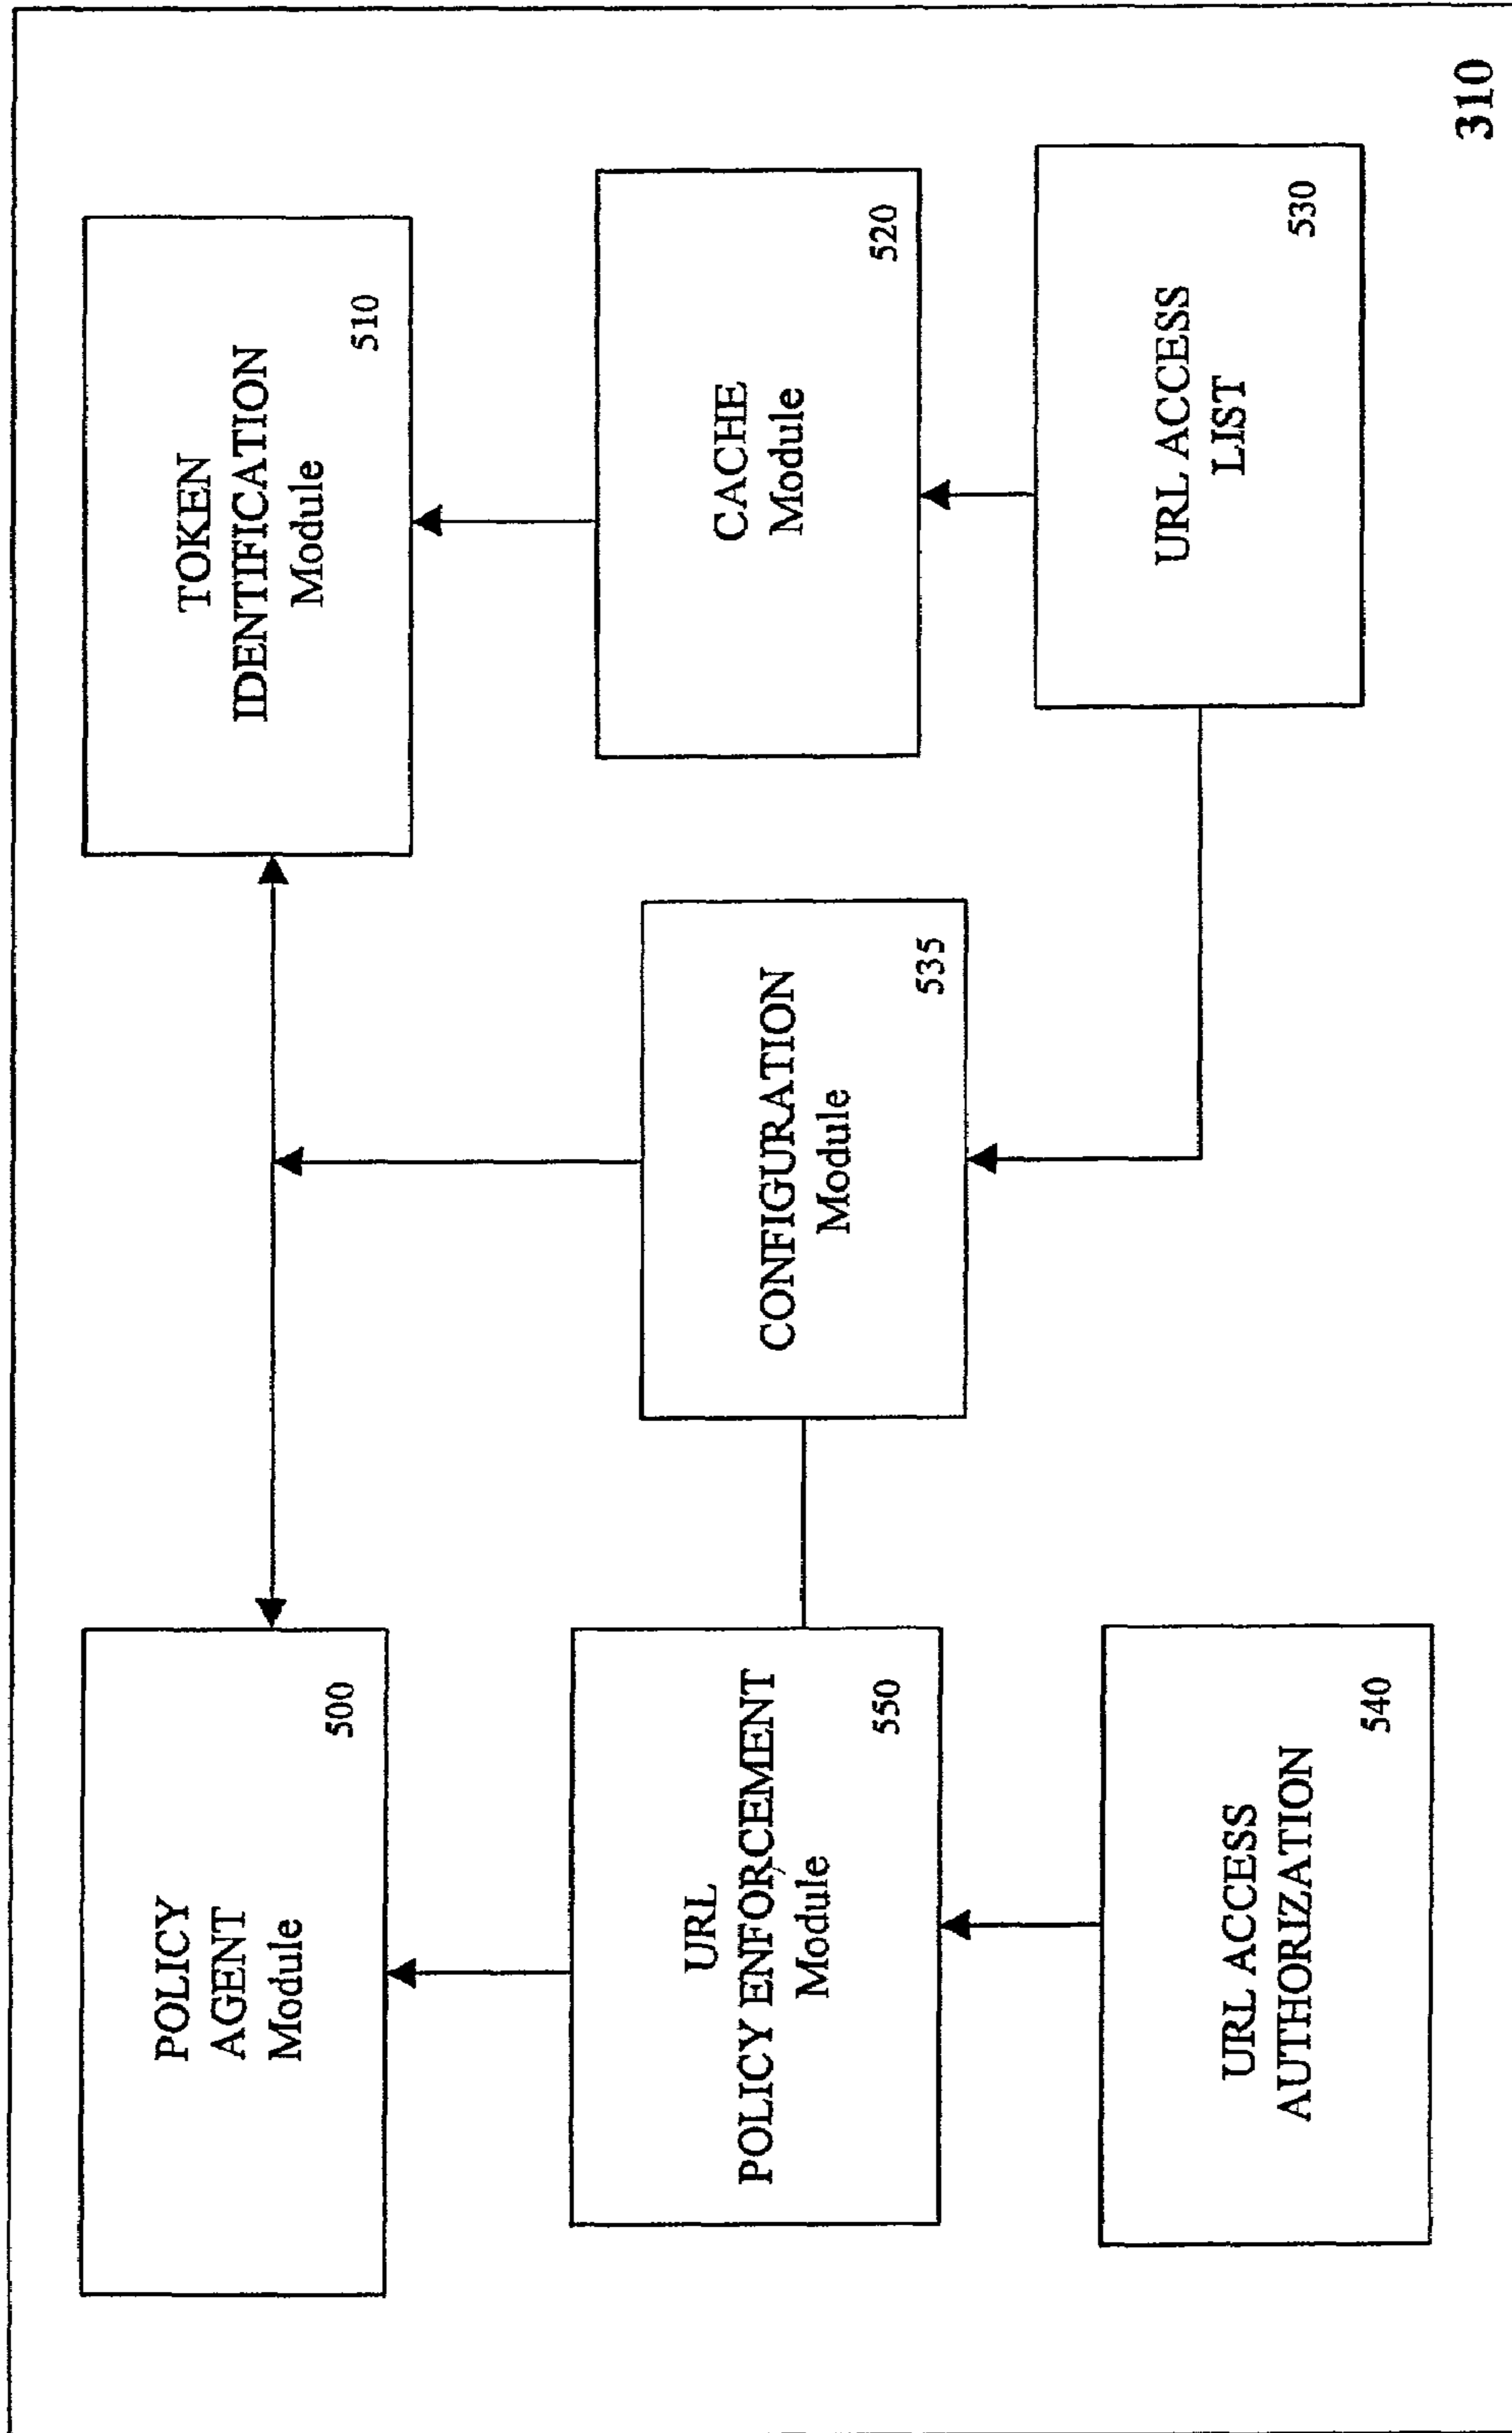 POLICY
AGENT
Module
500
TOKEN
IDENTIFICATION
Module
510
URL
POLICY ENFORCEMENT
Module
550
CONFIGURATION
Module
535
CACHE
Module
520
URL ACCESS
AUTHORIZATION
540
URL ACCESS
LIST
530
310